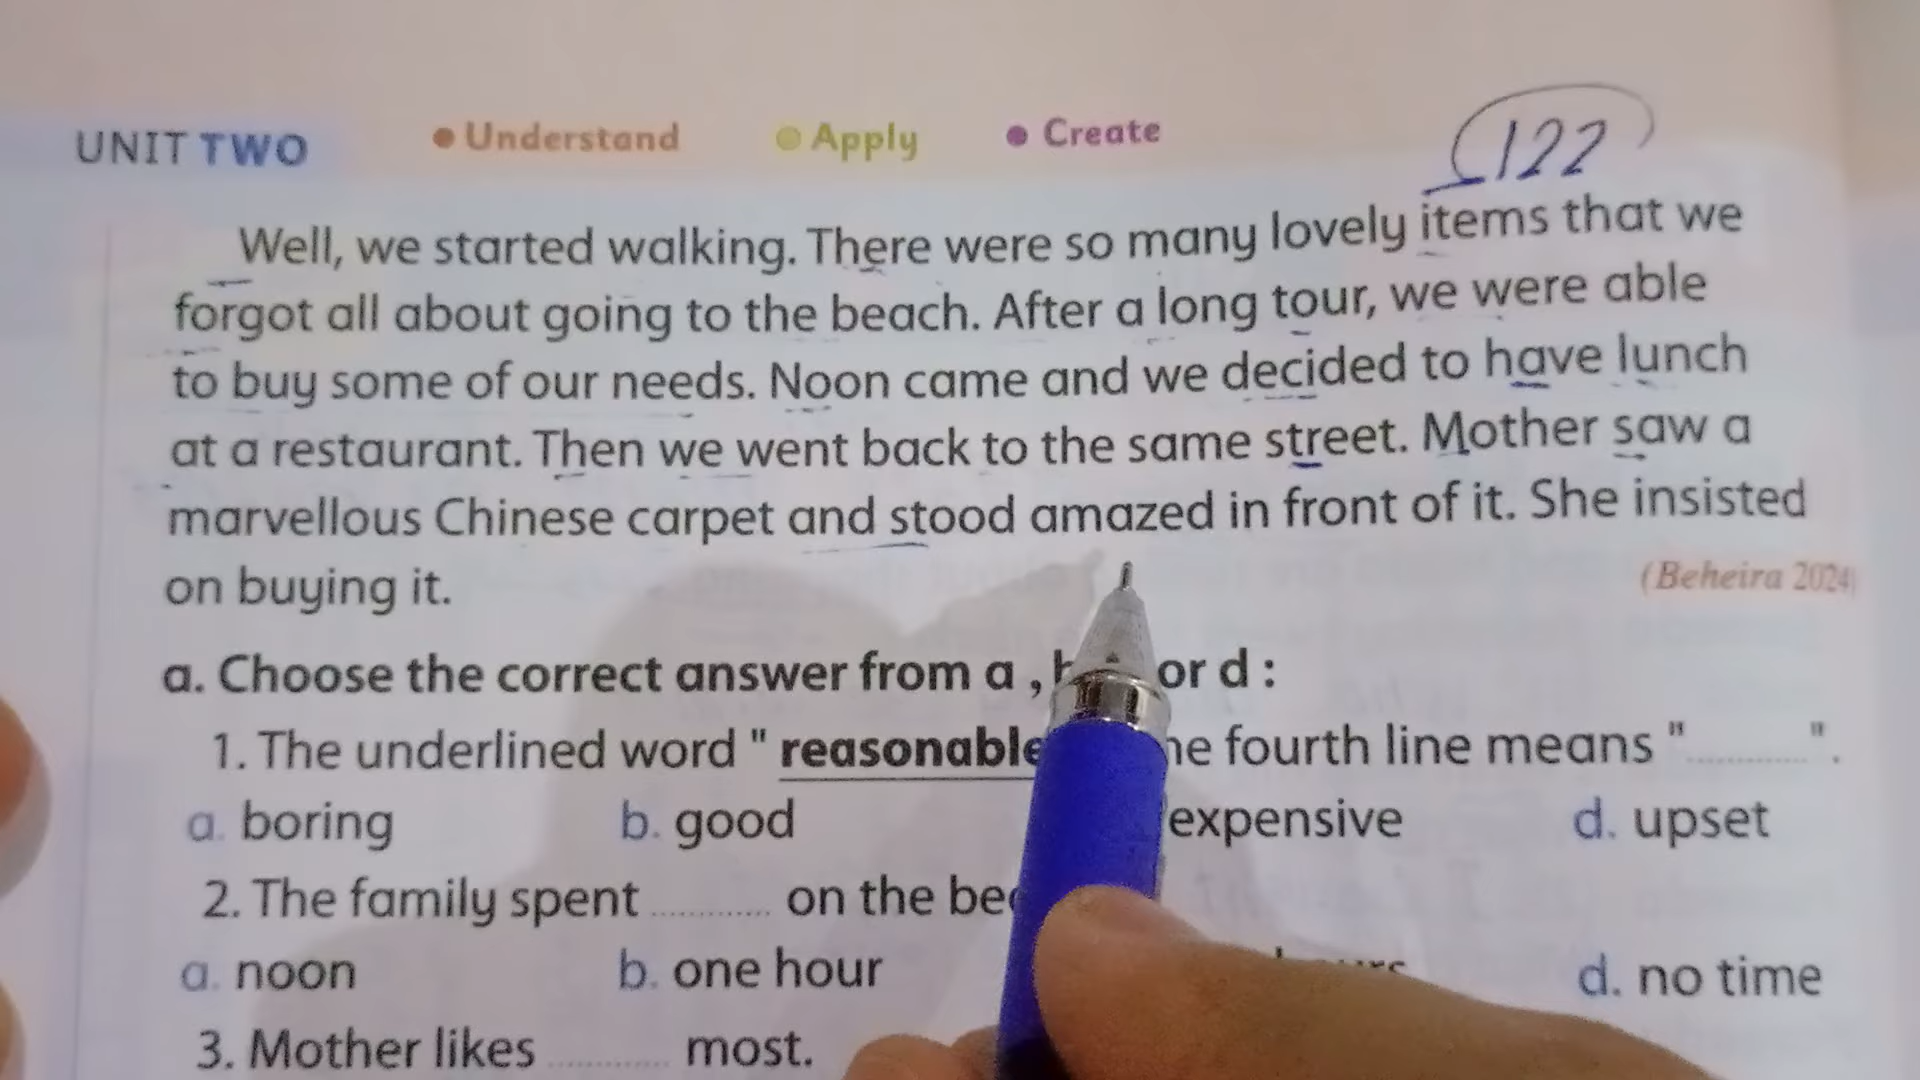 UNIT TWO Understand Apply Create 122
Well, we started walking. There were so many lovely items that we
forgot all about going to the beach. After a long tour, we were able
to buy some of our needs. Noon came and we decided to have lunch
at a restaurant. Then we went back to the same street. Mother saw a
marvellous Chinese carpet and stood amazed in front of it. She insisted
on buying it.
(Beheira 2024)
a. Choose the correct answer from a , or d :
1. The underlined word " reasonable fourth line means "............".
a. boring b. good expensive d. upset
2. The family spent ............ on the
a. noon b. one hour d. no time
3. Mother likes ............ most.